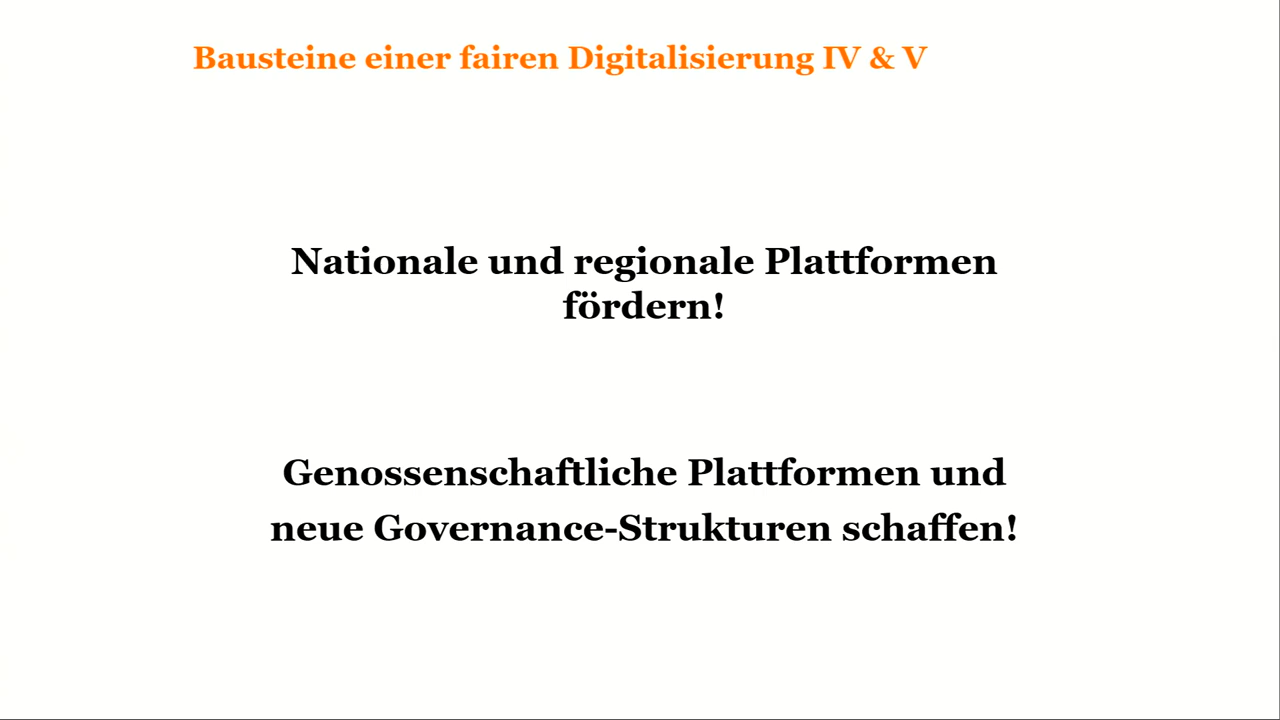 Bausteine einer fairen Digitalisierung IV & V
Nationale und regionale Plattformen
fördern!
Genossenschaftliche Plattformen und
neue Governance-Strukturen schaffen!